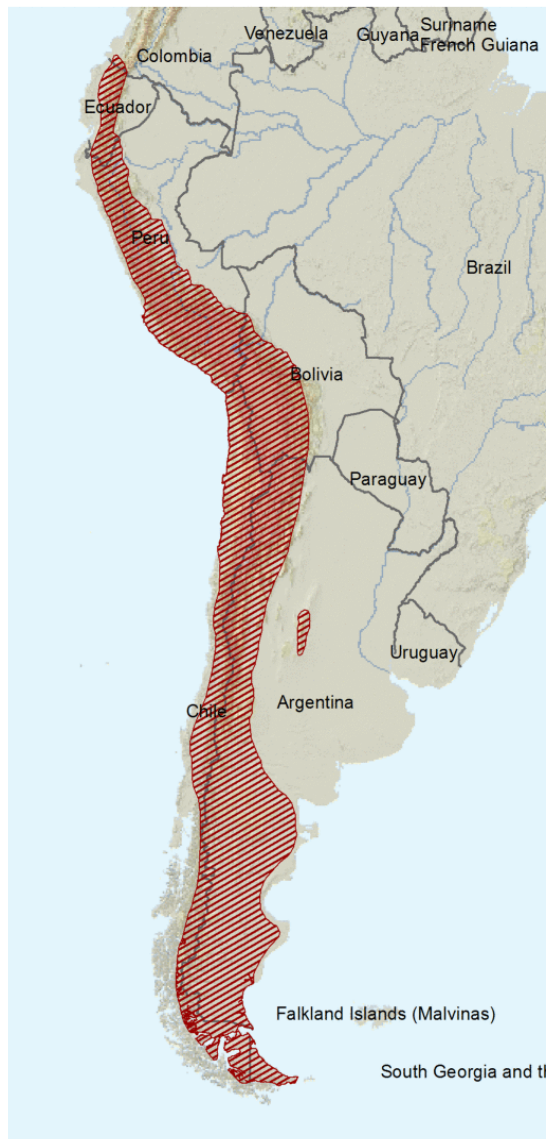 Suriname
Venezuela
Guyana
French Guiana
Colombia
Ecuador
Peru
Brazil
Bolivia
Paraguay
Uruguay
Argentina
Chile
Falkland Islands (Malvinas)
South Georgia and th